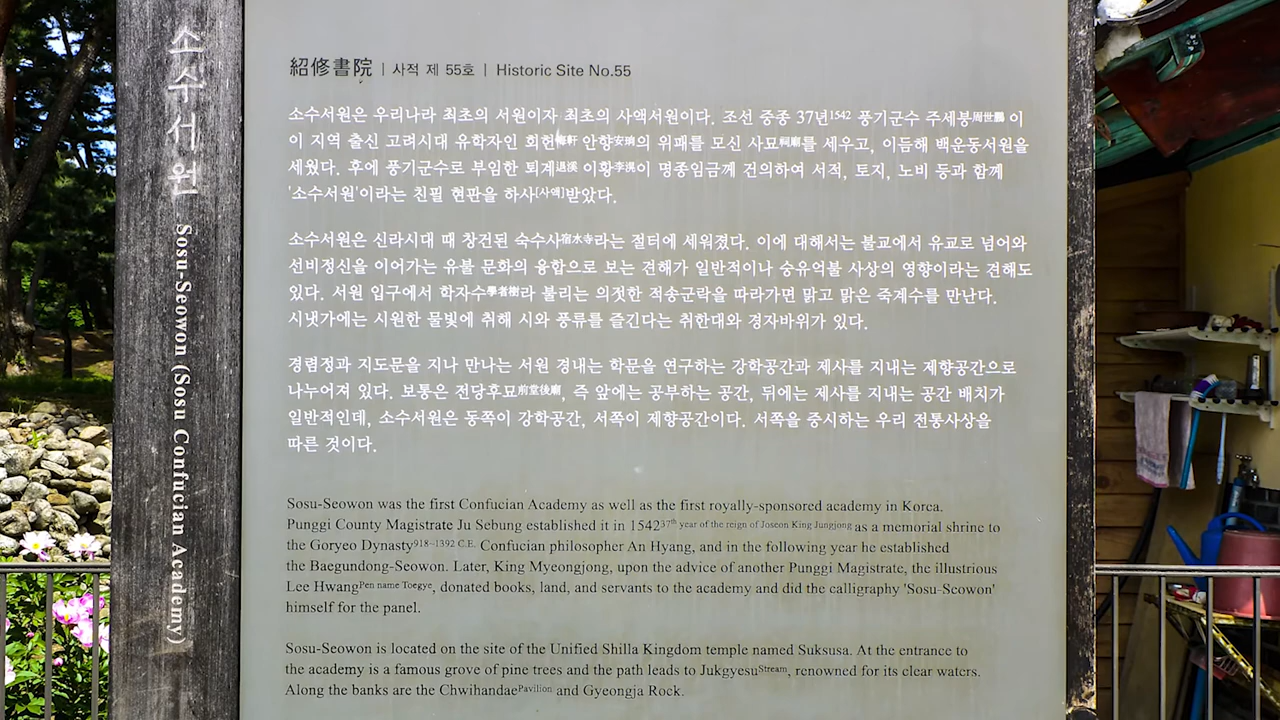 소수서원
Sosu-Seowon (Sosu Confucian Academy)
紹修書院 | 사적 제 55호 | Historic Site No.55
소수서원은 우리나라 최초의 서원이자 최초의 사액서원이다. 조선 중종 37년1542 풍기군수 주세붕周世鵬 이
이 지역 출신 고려시대 유학자인 회헌軒 안향安珦의 위패를 모신 사묘祠廟를 세우고, 이듬해 백운동서원을
세웠다. 후에 풍기군수로 부임한 퇴계退溪 이황李滉이 명종임금께 건의하여 서적, 토지, 노비 등과 함께
'소수서원'이라는 친필 현판을 하사[사액]받았다.
소수서원은 신라시대 때 창건된 숙수사宿水寺라는 절터에 세워졌다. 이에 대해서는 불교에서 유교로 넘어와
선비정신을 이어가는 유불 문화의 융합으로 보는 견해가 일반적이나 숭유억불 사상의 영향이라는 견해도
있다. 서원 입구에서 학자수學者樹라 불리는 의젓한 적송군락을 따라가면 맑고 맑은 죽계수를 만난다.
시냇가에는 시원한 물빛에 취해 시와 풍류를 즐긴다는 취한대와 경자바위가 있다.
경렴정과 지도문을 지나 만나는 서원 경내는 학문을 연구하는 강학공간과 제사를 지내는 제향공간으로
나누어져 있다. 보통은 전당후묘前堂後廟, 즉 앞에는 공부하는 공간, 뒤에는 제사를 지내는 공간 배치가
일반적인데, 소수서원은 동쪽이 강학공간, 서쪽이 제향공간이다. 서쪽을 중시하는 우리 전통사상을
따른 것이다.
Sosu-Seowon was the first Confucian Academy as well as the first royally-sponsored academy in Korea.
Punggi County Magistrate Ju Sebung established it in 1542 37th year of the reign of Joseon King Jungjong as a memorial shrine to
the Goryeo Dynasty 918-1392 C.E. Confucian philosopher An Hyang, and in the following year he established
the Baegundong-Seowon. Later, King Myeongjong, upon the advice of another Punggi Magistrate, the illustrious
Lee Hwang Pen name Toegye, donated books, land, and servants to the academy and did the calligraphy 'Sosu-Seowon'
himself for the panel.
Sosu-Seowon is located on the site of the Unified Shilla Kingdom temple named Suksusa. At the entrance to
the academy is a famous grove of pine trees and the path leads to Jukgyesu Stream, renowned for its clear waters.
Along the banks are the Chwihandae Pavilion and Gyeongja Rock.